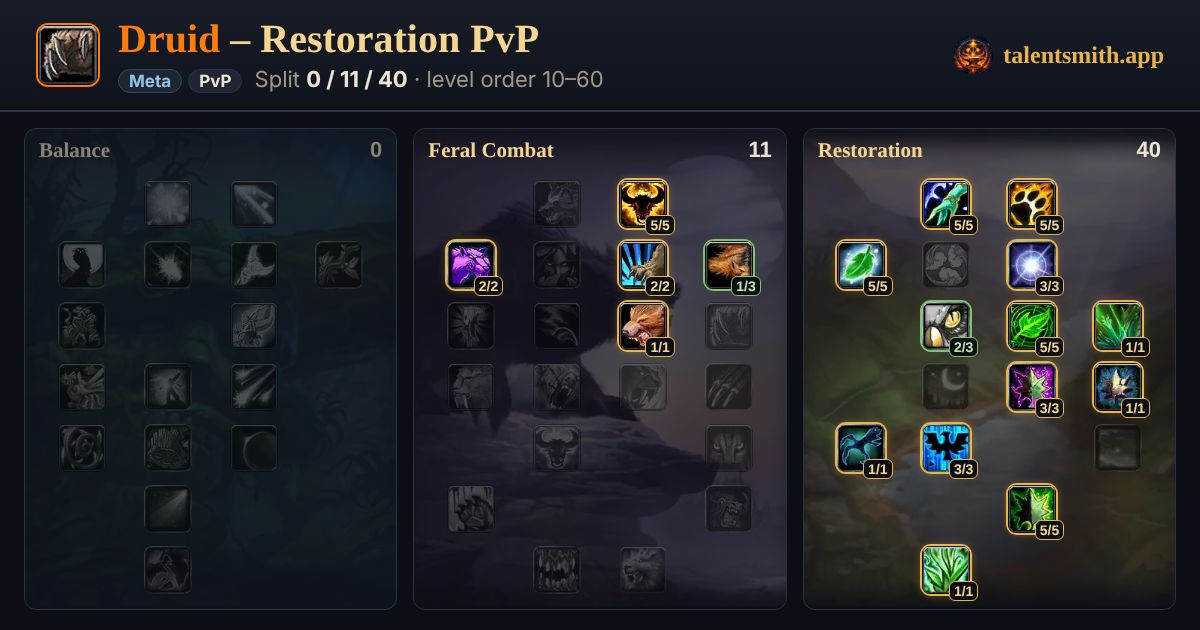 Druid – Restoration PvP
Meta PvP Split 0 / 11 / 40 · level order 10–60
talentsmith.app
Balance 0
Feral Combat 11
5/5
2/2 2/2 1/3
1/1
Restoration 40
5/5 5/5
5/5 3/3
2/3 5/5 1/1
3/3 1/1
1/1 3/3
5/5
1/1